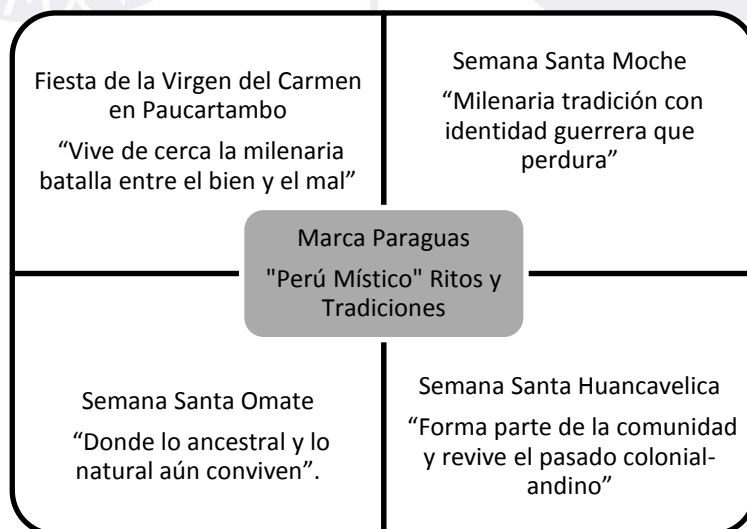 Fiesta de la Virgen del Carmen
en Paucartambo
“Vive de cerca la milenaria
batalla entre el bien y el mal”
Semana Santa Moche
“Milenaria tradición con
identidad guerrera que
perdura”
Marca Paraguas
"Perú Místico" Ritos y
Tradiciones
Semana Santa Omate
“Donde lo ancestral y lo
natural aún conviven”.
Semana Santa Huancavelica
“Forma parte de la comunidad
y revive el pasado colonial-
andino”